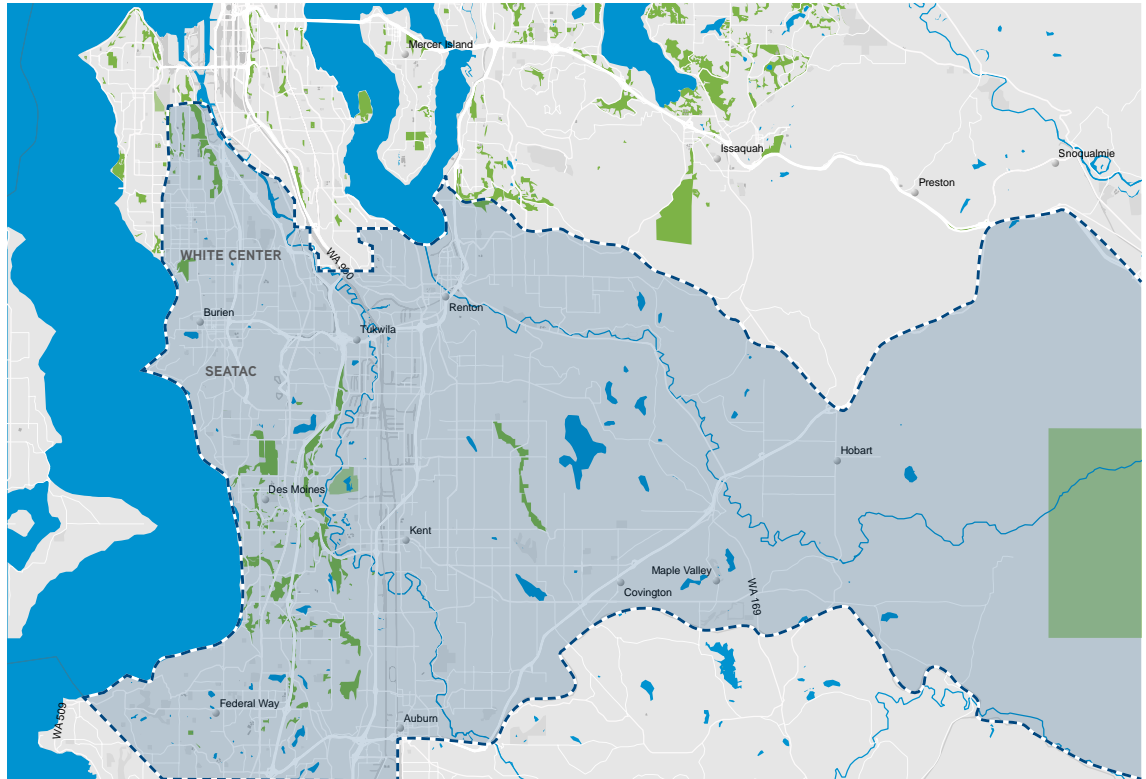 Mercer Island
Issaquah
Snoqualmie
Preston
WHITE CENTER
WA 900
Renton
Burien
Tukwila
SEATAC
Hobart
Des Moines
Kent
Maple Valley
Covington
WA 169
Federal Way
WA 509
Auburn